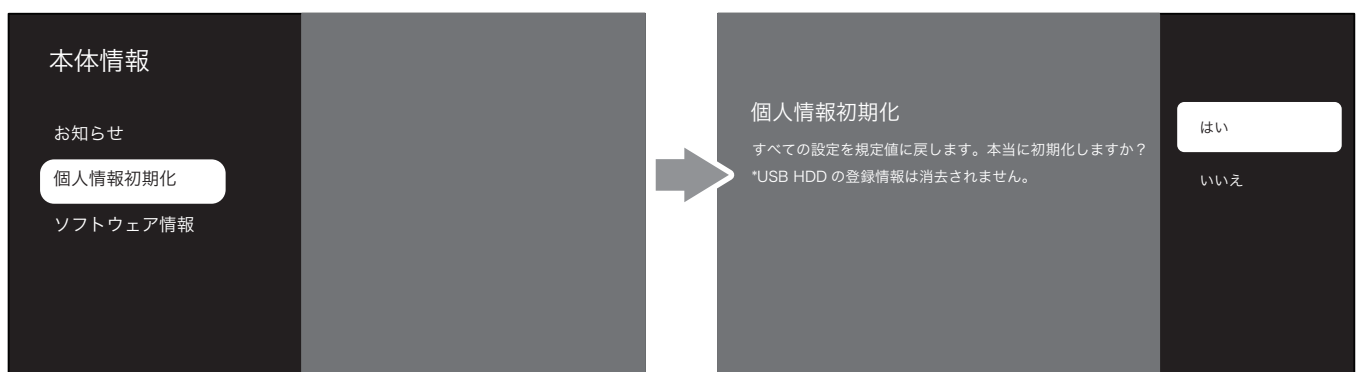 本体情報
お知らせ
個人情報初期化
ソフトウェア情報
個人情報初期化
すべての設定を規定値に戻します。本当に初期化しますか？
*USB HDD の登録情報は消去されません。
はい
いいえ